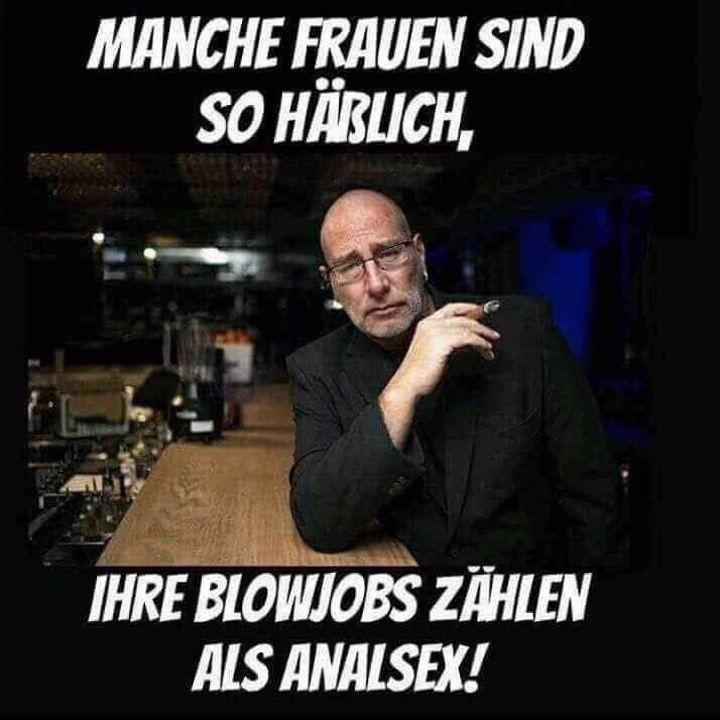 MANCHE FRAUEN SIND
SO HÄßLICH,
IHRE BLOWJOBS ZÄHLEN
ALS ANALSEX!